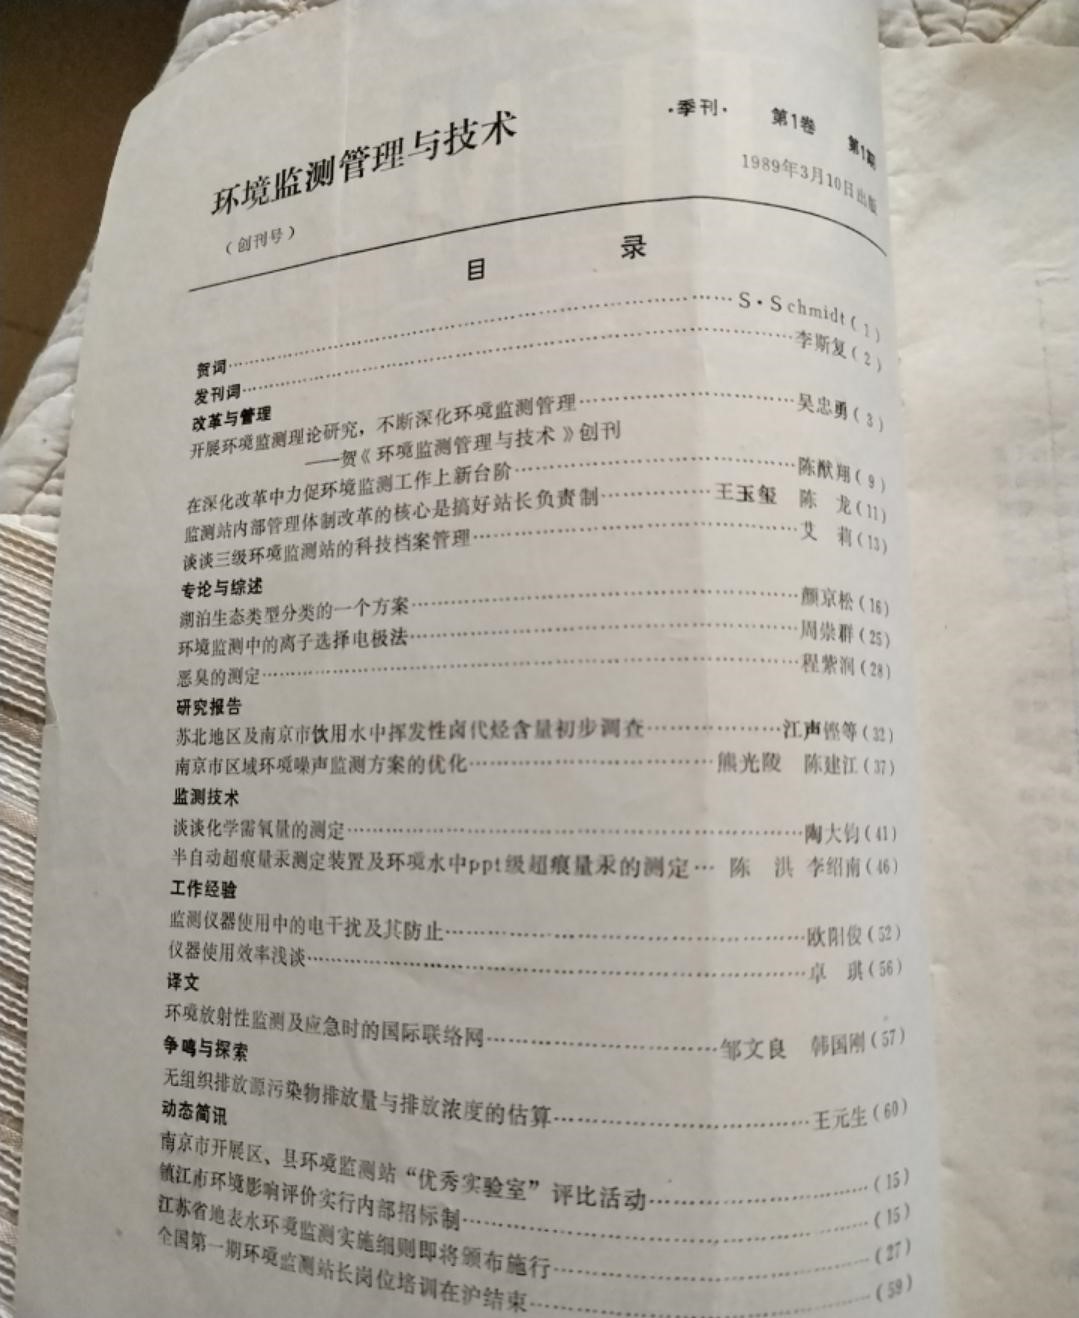 环境监测管理与技术
·季刊· 第1卷 第1期
(创刊号)
1989年3月10日出版
目 录
贺词……S·Schmidt(1)
发刊词……李斯复(2)
改革与管理
开展环境监测理论研究，不断深化环境监测管理……吴忠勇(3)
——贺《环境监测管理与技术》创刊
在深化改革中力促环境监测工作上新台阶……陈猷翔(9)
监测站内部管理体制改革的核心是搞好站长负责制……王玉玺 陈 龙(11)
谈谈三级环境监测站的科技档案管理……艾 莉(13)
专论与综述
湖泊生态类型分类的一个方案……颜京松(16)
环境监测中的离子选择电极法……周崇群(25)
恶臭的测定……程紫润(28)
研究报告
苏北地区及南京市饮用水中挥发性卤代烃含量初步调查……江声铿等(32)
南京市区域环境噪声监测方案的优化……熊光陵 陈建江(37)
监测技术
谈谈化学需氧量的测定……陶大钧(41)
半自动超痕量汞测定装置及环境水中ppt级超痕量汞的测定…陈 洪 李绍南(46)
工作经验
监测仪器使用中的电干扰及其防止……欧阳俊(52)
仪器使用效率浅谈……卓 琪(56)
译文
环境放射性监测及应急时的国际联络网……邹文良 韩国刚(57)
争鸣与探索
无组织排放源污染物排放量与排放浓度的估算……王元生(60)
动态简讯
南京市开展区、县环境监测站“优秀实验室”评比活动……(15)
镇江市环境影响评价实行内部招标制……(15)
江苏省地表水环境监测实施细则即将颁布施行……(27)
全国第一期环境监测站长岗位培训在沪结束……(59)